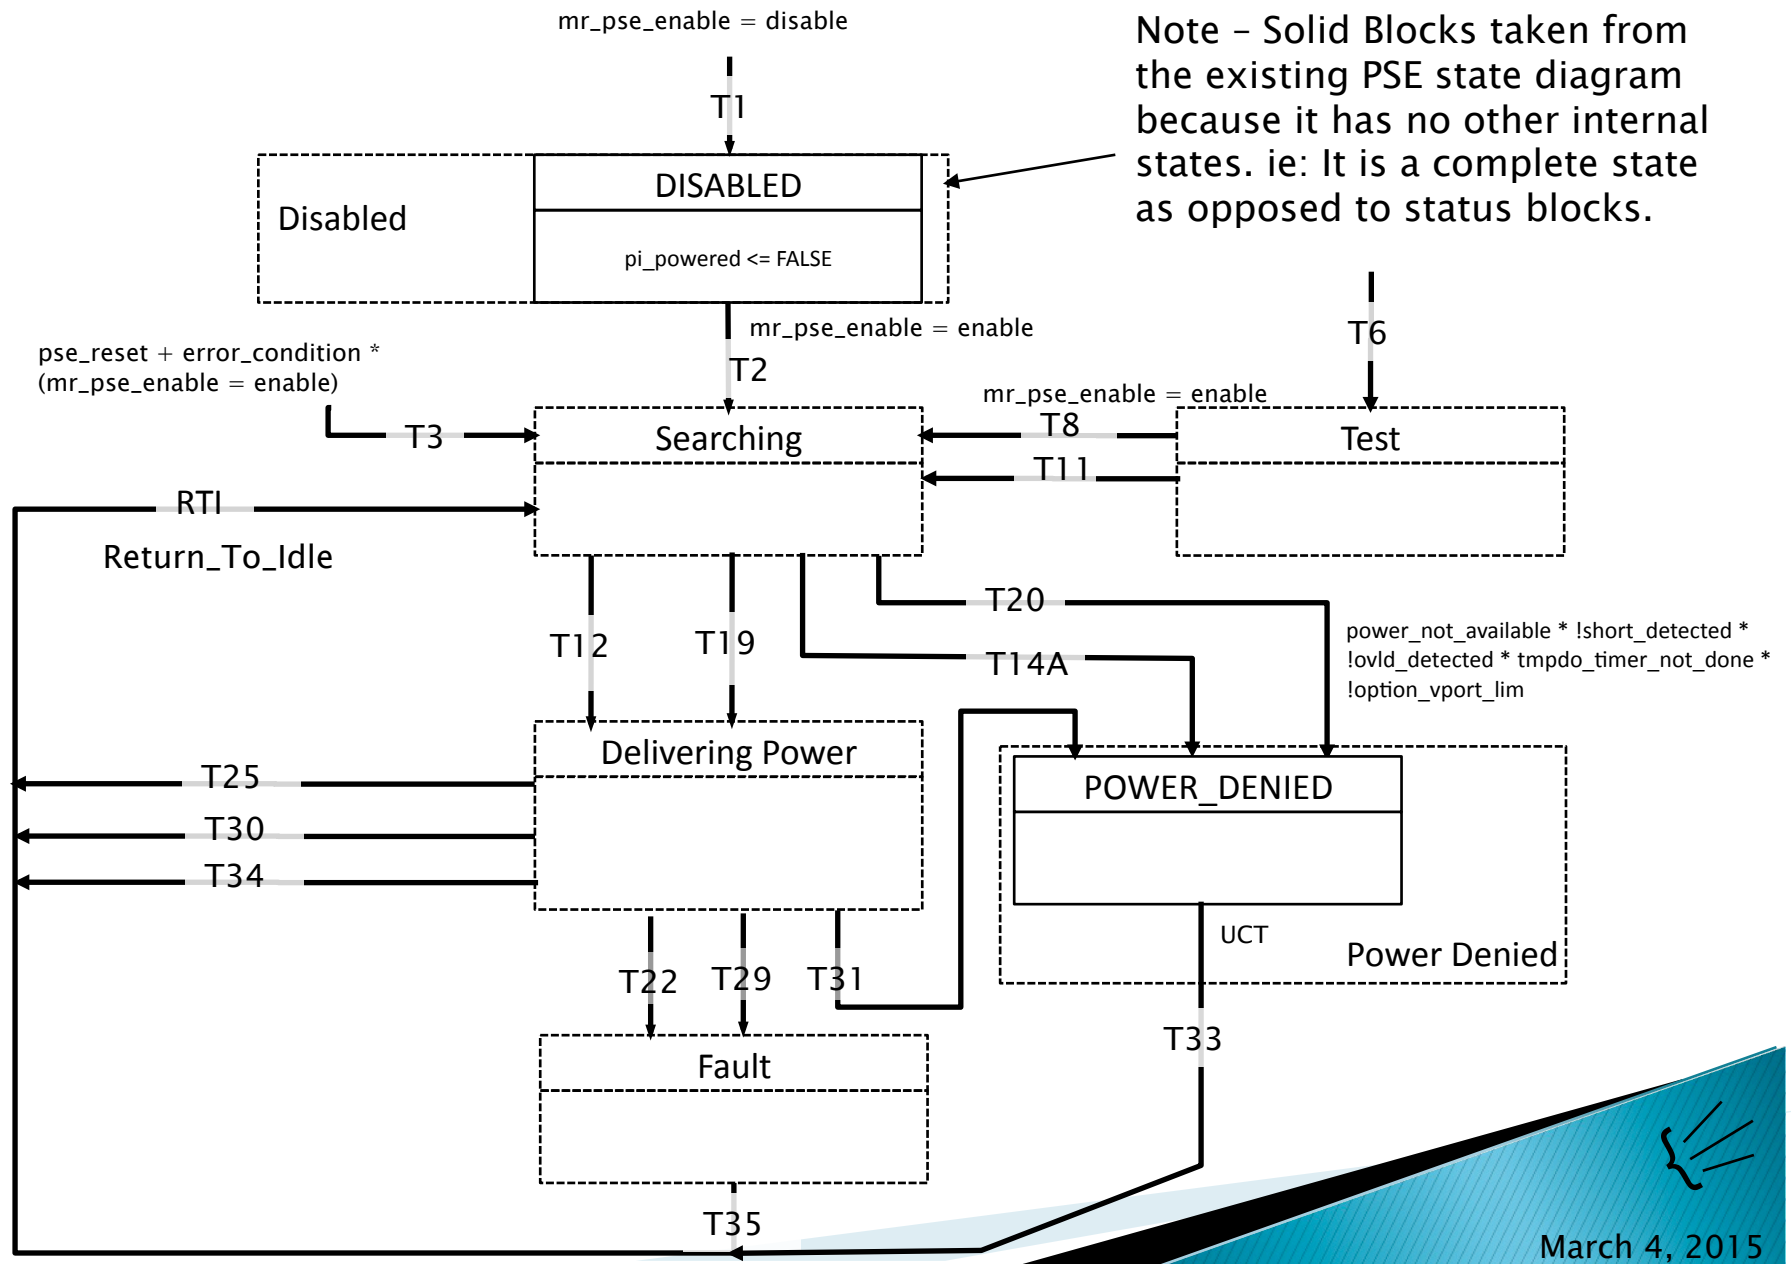 mr_pse_enable = disable
Note – Solid Blocks taken from
the existing PSE state diagram
because it has no other internal
states. ie: It is a complete state
as opposed to status blocks.
T1
DISABLED
Disabled
pi_powered <= FALSE
mr_pse_enable = enable
T2
T6
pse_reset + error_condition *
(mr_pse_enable = enable)
mr_pse_enable = enable
T3
Searching
T8
Test
T11
RTI
Return_To_Idle
T20
T12
T19
T14A
power_not_available * !short_detected *
!ovld_detected * tmpdo_timer_not_done *
!option_vport_lim
Delivering Power
T25
POWER_DENIED
T30
T34
UCT
Power Denied
T22
T29
T31
T33
Fault
T35
March 4, 2015